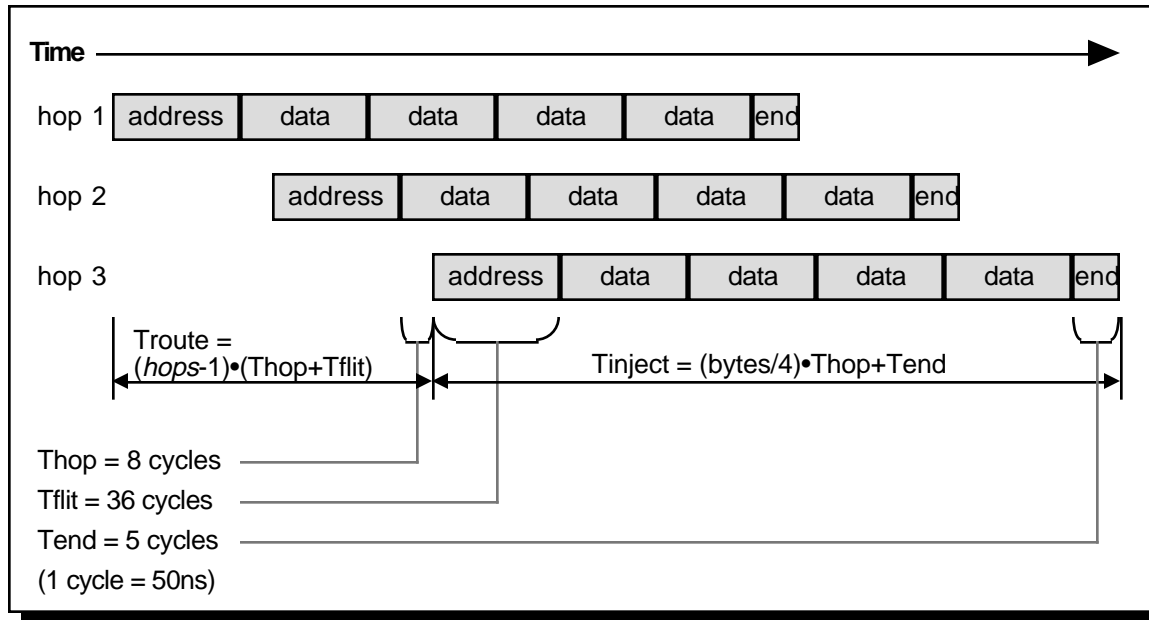 Time
hop 1 address data data data data end
hop 2 address data data data data end
hop 3 address data data data data end
Troute =
(hops-1)•(Thop+Tflit)
Tinject = (bytes/4)•Thop+Tend
Thop = 8 cycles
Tflit = 36 cycles
Tend = 5 cycles
(1 cycle = 50ns)